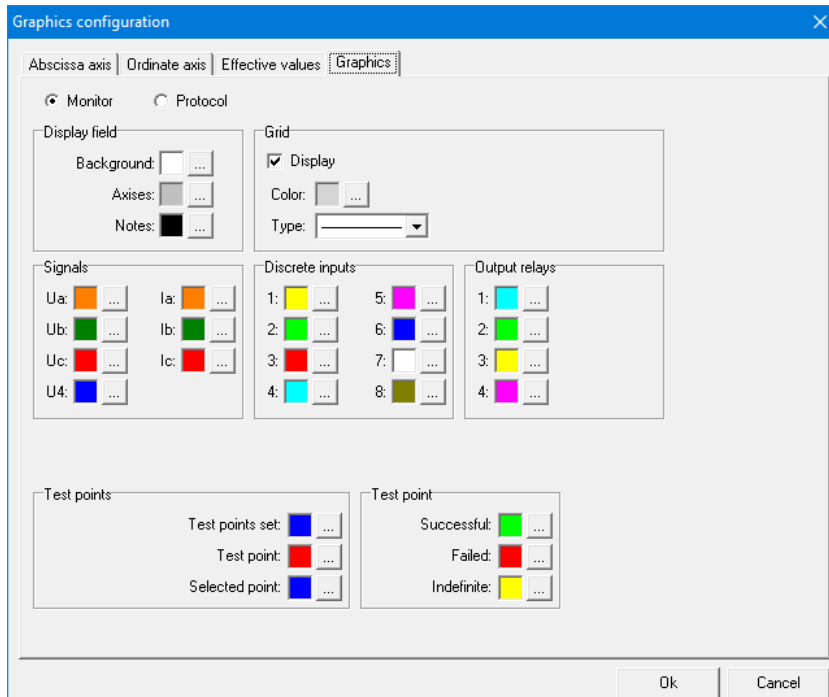 Graphics configuration
Abscissa axis Ordinate axis Effective values Graphics
Monitor Protocol
Display field
Background: ...
Axises: ...
Notes: ...
Grid
Display
Color: ...
Type:
Signals
Ua: ... Ia: ...
Ub: ... Ib: ...
Uc: ... Ic: ...
U4: ...
Discrete inputs
1: ... 5: ...
2: ... 6: ...
3: ... 7: ...
4: ... 8: ...
Output relays
1: ...
2: ...
3: ...
4: ...
Test points
Test points set: ...
Test point: ...
Selected point: ...
Test point
Successful: ...
Failed: ...
Indefinite: ...
Ok Cancel